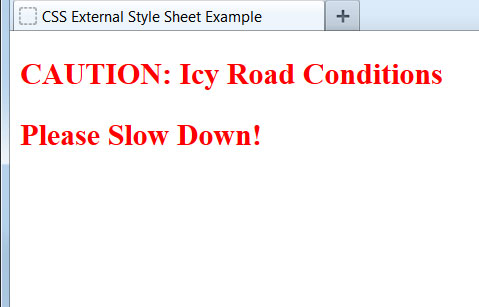 CSS External Style Sheet Example
CAUTION: Icy Road Conditions
Please Slow Down!